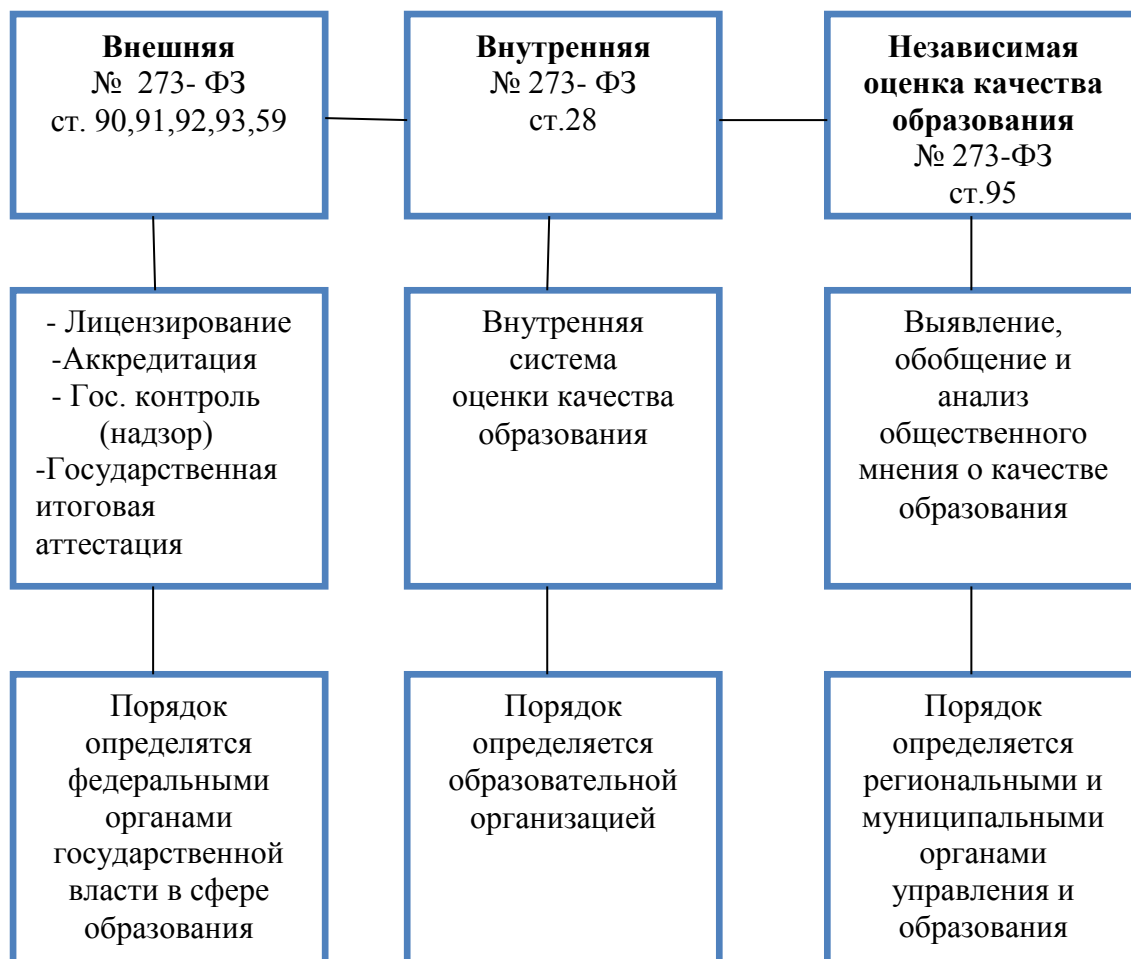 Внешняя
№ 273- ФЗ
ст. 90,91,92,93,59
Внутренняя
№ 273- ФЗ
ст.28
Независимая
оценка качества
образования
№ 273-ФЗ
ст.95
- Лицензирование
-Аккредитация
- Гос. контроль
(надзор)
-Государственная
итоговая
аттестация
Внутренняя
система
оценки качества
образования
Выявление,
обобщение и
анализ
общественного
мнения о качестве
образования
Порядок
определятся
федеральными
органами
государственной
власти в сфере
образования
Порядок
определяется
образовательной
организацией
Порядок
определяется
региональными и
муниципальными
органами
управления и
образования